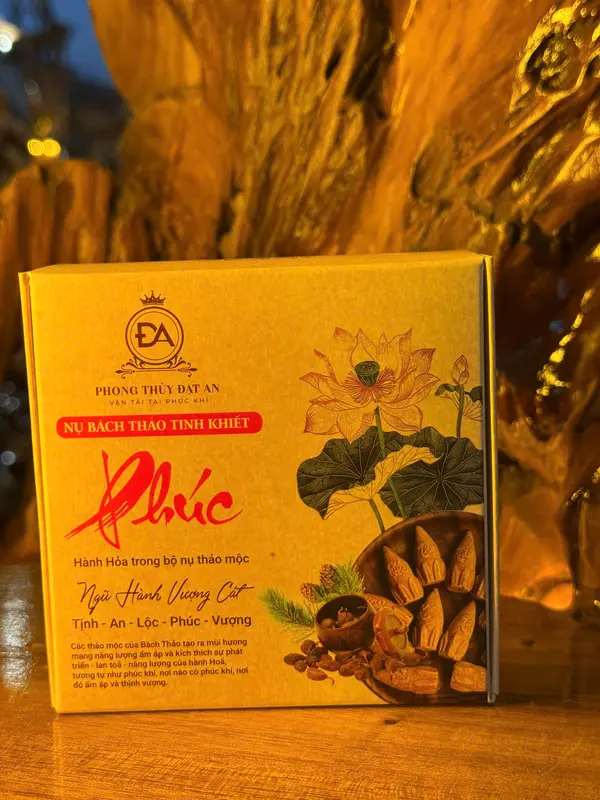 ĐA
PHONG THỦY ĐẠT AN
VẠN TÀI TẠI PHÚC KHÍ
NỤ BÁCH THẢO TINH KHIẾT
Phúc
Hành Hỏa trong bộ nụ thảo mộc
Ngũ Hành Vượng Cát
Tịnh - An - Lộc - Phúc - Vượng
Các thảo mộc của Bách Thảo tạo ra mùi hương
mang năng lượng ấm áp và kích thích sự phát
triển - lan toả - năng lượng của hành Hoả,
tương tự như phúc khí, nơi nào có phúc khí, nơi
đó ấm áp và thịnh vượng.